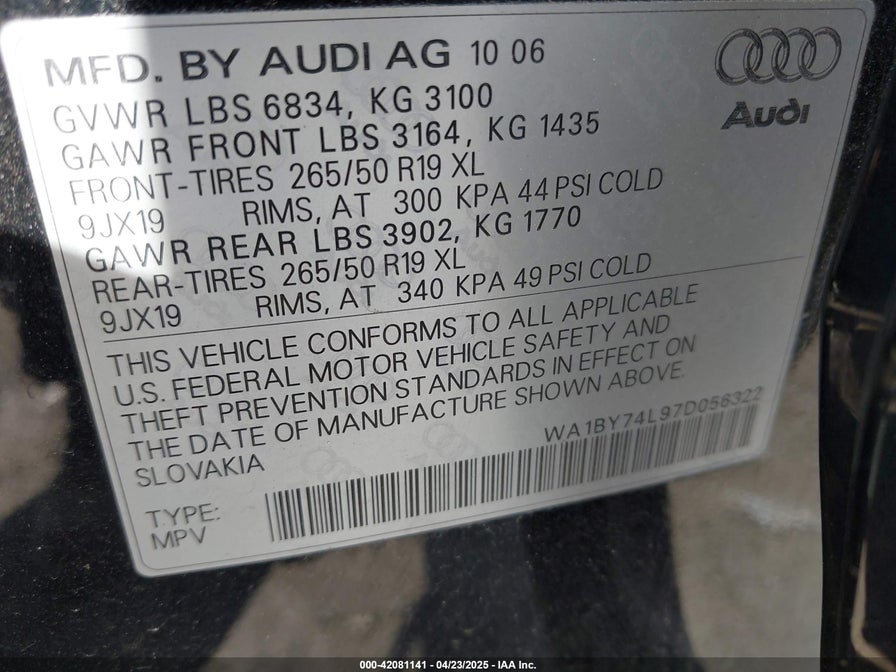 MFD. BY AUDI AG 10 06
Audi
GVWR LBS 6834, KG 3100
GAWR FRONT LBS 3164, KG 1435
FRONT-TIRES 265/50 R19 XL
9JX19 RIMS, AT 300 KPA 44 PSI COLD
GAWR REAR LBS 3902, KG 1770
REAR-TIRES 265/50 R19 XL
9JX19 RIMS, AT 340 KPA 49 PSI COLD
THIS VEHICLE CONFORMS TO ALL APPLICABLE
U.S. FEDERAL MOTOR VEHICLE SAFETY AND
THEFT PREVENTION STANDARDS IN EFFECT ON
THE DATE OF MANUFACTURE SHOWN ABOVE.
SLOVAKIA WA1BY74L97D056322
TYPE:
MPV
000-42081141 - 04/23/2025 - IAA Inc.